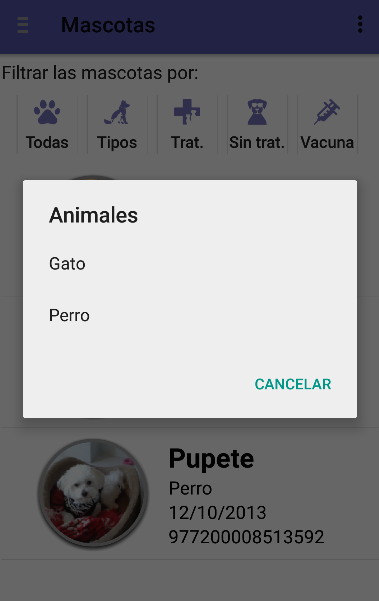 Mascotas
Filtrar las mascotas por:
Todas Tipos Trat. Sin trat. Vacuna
Animales
Gato
Perro
CANCELAR
Pupete
Perro
12/10/2013
977200008513592